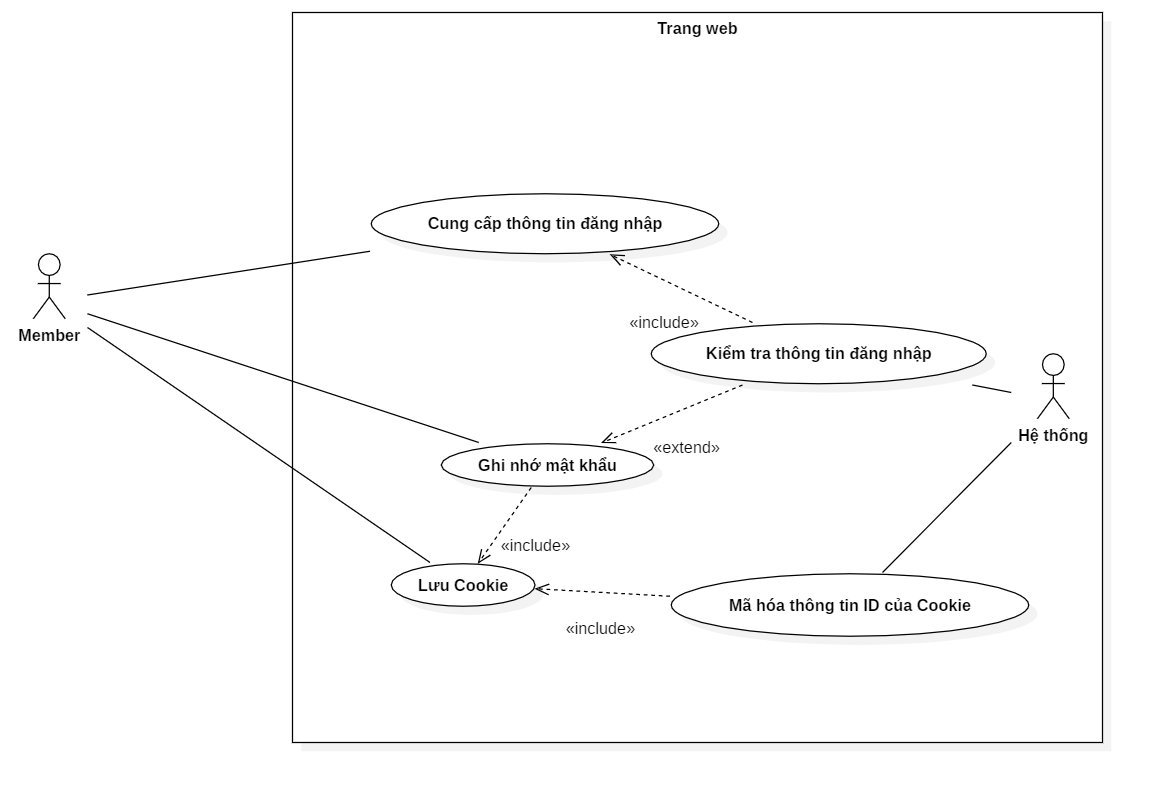 Trang web
Cung cấp thông tin đăng nhập
Member
«include»
Kiểm tra thông tin đăng nhập
Hệ thống
«extend»
Ghi nhớ mật khẩu
«include»
Lưu Cookie
Mã hóa thông tin ID của Cookie
«include»